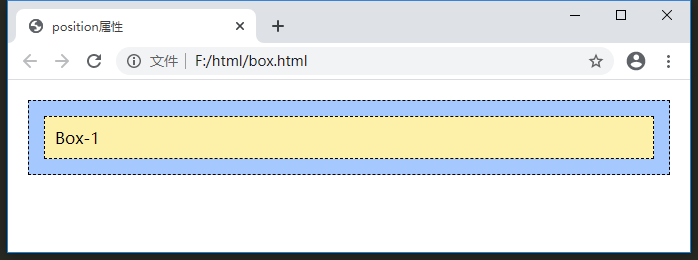 position属性
文件 F:/html/box.html
Box-1